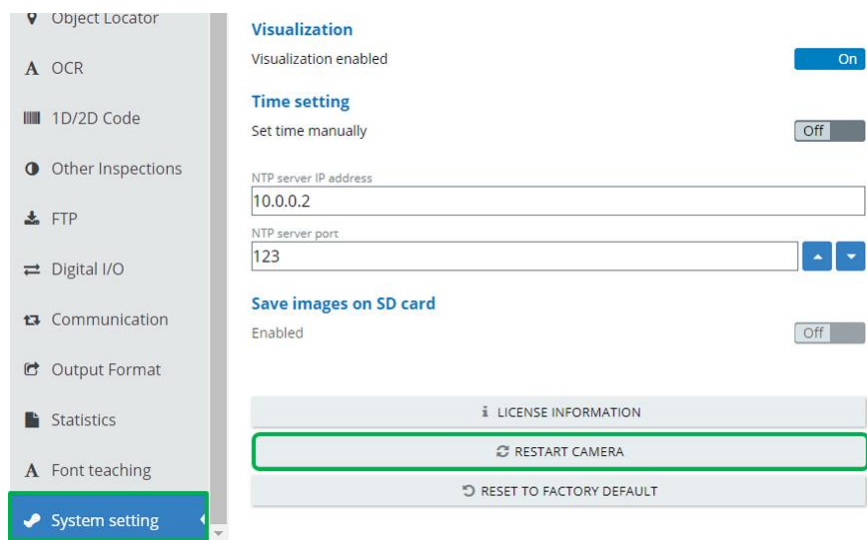 Object Locator
OCR
1D/2D Code
Other Inspections
FTP
Digital I/O
Communication
Output Format
Statistics
Font teaching
System setting
Visualization
Visualization enabled On
Time setting
Set time manually Off
NTP server IP address
10.0.0.2
NTP server port
123
Save images on SD card
Enabled Off
LICENSE INFORMATION
RESTART CAMERA
RESET TO FACTORY DEFAULT